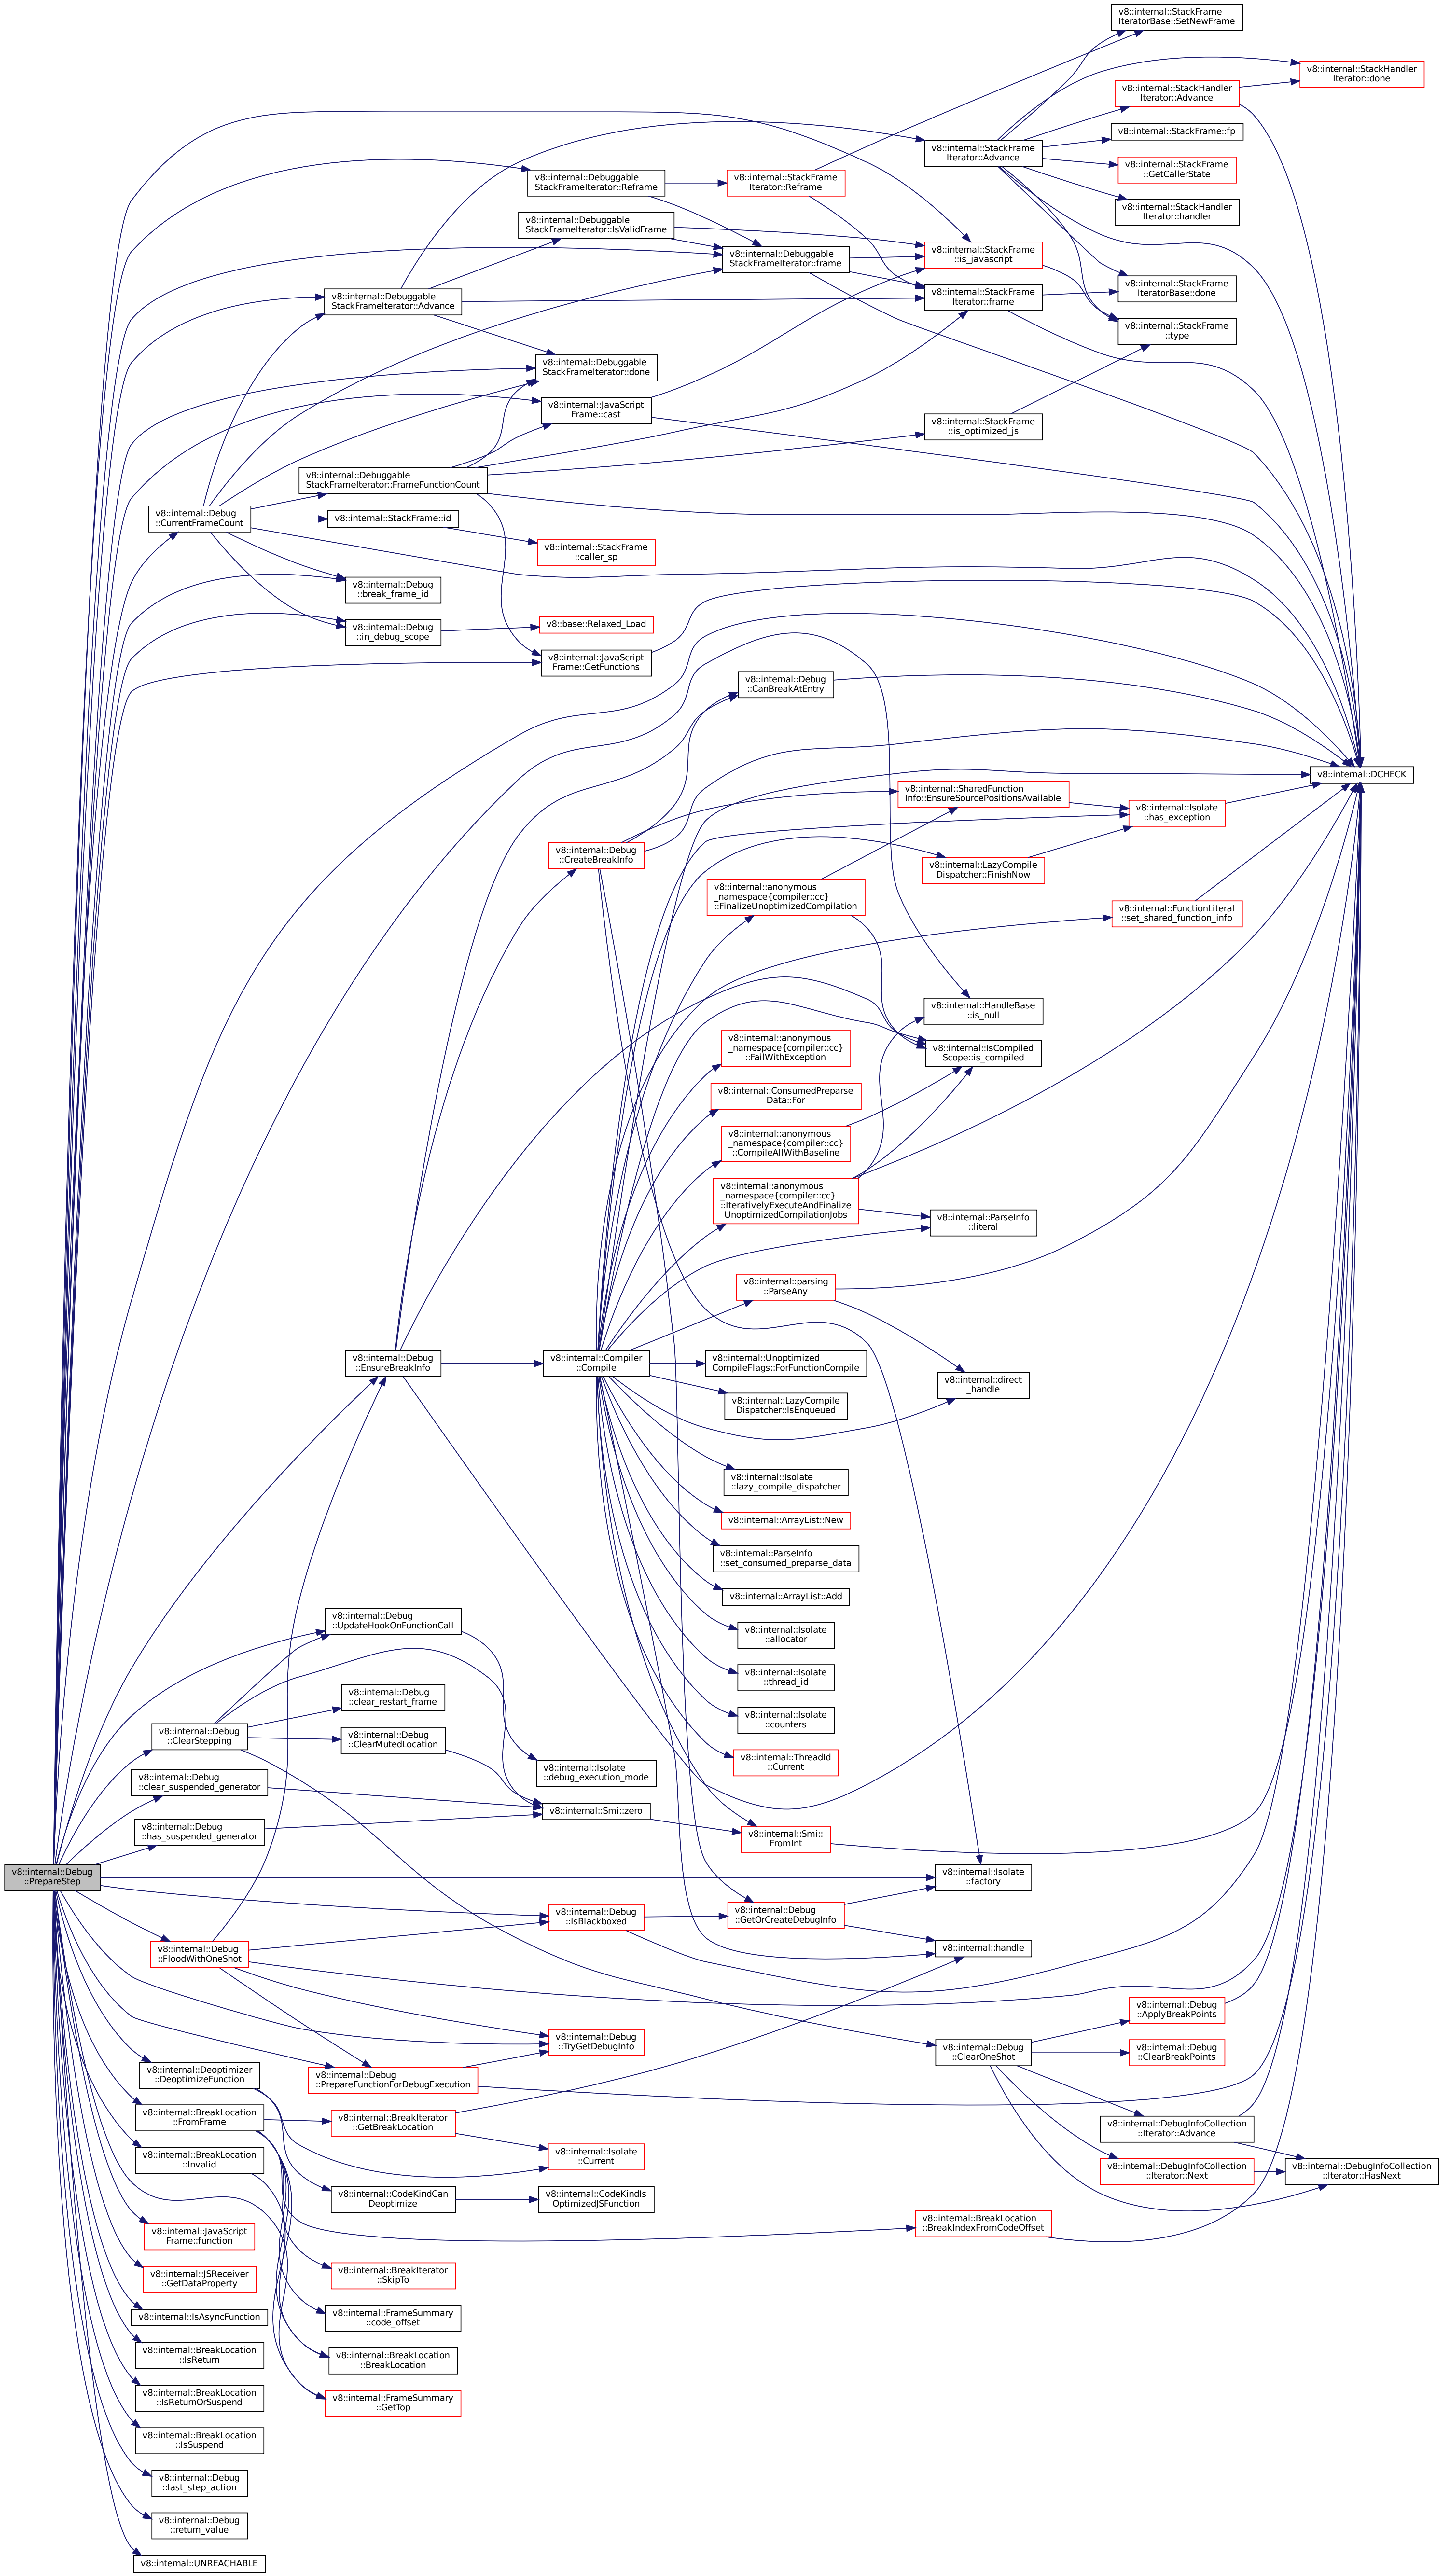 v8::internal::StackFrame
IteratorBase::SetNewFrame
v8::internal::StackHandler
Iterator::done
v8::internal::StackHandler
Iterator::Advance
v8::internal::StackFrame::fp
v8::internal::StackFrame
Iterator::Advance
v8::internal::StackFrame
::GetCallerState
v8::internal::Debuggable
StackFrameIterator::Reframe
v8::internal::StackFrame
Iterator::Reframe
v8::internal::StackHandler
Iterator::handler
v8::internal::Debuggable
StackFrameIterator::IsValidFrame
v8::internal::Debuggable
StackFrameIterator::frame
v8::internal::StackFrame
::is_javascript
v8::internal::Debuggable
StackFrameIterator::Advance
v8::internal::StackFrame
Iterator::frame
v8::internal::StackFrame
IteratorBase::done
v8::internal::StackFrame
::type
v8::internal::Debuggable
StackFrameIterator::done
v8::internal::JavaScript
Frame::cast
v8::internal::StackFrame
::is_optimized_js
v8::internal::Debuggable
StackFrameIterator::FrameFunctionCount
v8::internal::Debug
::CurrentFrameCount
v8::internal::StackFrame::id
v8::internal::StackFrame
::caller_sp
v8::internal::Debug
::break_frame_id
v8::internal::Debug
::in_debug_scope
v8::base::Relaxed_Load
v8::internal::JavaScript
Frame::GetFunctions
v8::internal::Debug
::CanBreakAtEntry
v8::internal::DCHECK
v8::internal::SharedFunction
Info::EnsureSourcePositionsAvailable
v8::internal::Isolate
::has_exception
v8::internal::Debug
::CreateBreakInfo
v8::internal::LazyCompile
Dispatcher::FinishNow
v8::internal::anonymous
_namespace{compiler::cc}
::FinalizeUnoptimizedCompilation
v8::internal::FunctionLiteral
::set_shared_function_info
v8::internal::HandleBase
::is_null
v8::internal::anonymous
_namespace{compiler::cc}
::FailWithException
v8::internal::IsCompiled
Scope::is_compiled
v8::internal::ConsumedPreparse
Data::For
v8::internal::anonymous
_namespace{compiler::cc}
::CompileAllWithBaseline
v8::internal::anonymous
_namespace{compiler::cc}
::IterativelyExecuteAndFinalize
UnoptimizedCompilationJobs
v8::internal::ParseInfo
::literal
v8::internal::parsing
::ParseAny
v8::internal::Debug
::EnsureBreakInfo
v8::internal::Compiler
::Compile
v8::internal::Unoptimized
CompileFlags::ForFunctionCompile
v8::internal::direct
_handle
v8::internal::LazyCompile
Dispatcher::IsEnqueued
v8::internal::Isolate
::lazy_compile_dispatcher
v8::internal::ArrayList::New
v8::internal::ParseInfo
::set_consumed_preparse_data
v8::internal::ArrayList::Add
v8::internal::Debug
::UpdateHookOnFunctionCall
v8::internal::Isolate
::allocator
v8::internal::Isolate
::thread_id
v8::internal::Debug
::clear_restart_frame
v8::internal::Isolate
::counters
v8::internal::Debug
::ClearStepping
v8::internal::Debug
::ClearMutedLocation
v8::internal::ThreadId
::Current
v8::internal::Isolate
::debug_execution_mode
v8::internal::Debug
::clear_suspended_generator
v8::internal::Smi::zero
v8::internal::Debug
::has_suspended_generator
v8::internal::Smi::
FromInt
v8::internal::Debug
::PrepareStep
v8::internal::Isolate
::factory
v8::internal::Debug
::IsBlackboxed
v8::internal::Debug
::GetOrCreateDebugInfo
v8::internal::Debug
::FloodWithOneShot
v8::internal::handle
v8::internal::Debug
::ApplyBreakPoints
v8::internal::Debug
::TryGetDebugInfo
v8::internal::Debug
::ClearOneShot
v8::internal::Debug
::ClearBreakPoints
v8::internal::Deoptimizer
::DeoptimizeFunction
v8::internal::Debug
::PrepareFunctionForDebugExecution
v8::internal::BreakLocation
::FromFrame
v8::internal::BreakIterator
::GetBreakLocation
v8::internal::DebugInfoCollection
::Iterator::Advance
v8::internal::BreakLocation
::Invalid
v8::internal::Isolate
::Current
v8::internal::DebugInfoCollection
::Iterator::Next
v8::internal::DebugInfoCollection
::Iterator::HasNext
v8::internal::CodeKindCan
Deoptimize
v8::internal::CodeKindIs
OptimizedJSFunction
v8::internal::JavaScript
Frame::function
v8::internal::BreakLocation
::BreakIndexFromCodeOffset
v8::internal::JSReceiver
::GetDataProperty
v8::internal::BreakIterator
::SkipTo
v8::internal::IsAsyncFunction
v8::internal::FrameSummary
::code_offset
v8::internal::BreakLocation
::IsReturn
v8::internal::BreakLocation
::BreakLocation
v8::internal::BreakLocation
::IsReturnOrSuspend
v8::internal::FrameSummary
::GetTop
v8::internal::BreakLocation
::IsSuspend
v8::internal::Debug
::last_step_action
v8::internal::Debug
::return_value
v8::internal::UNREACHABLE